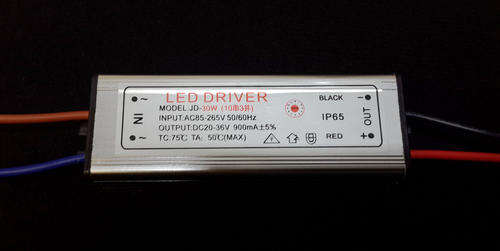 LED DRIVER
MODEL JD-30W (10串3并)
INPUT:AC85-265V 50/60Hz
OUTPUT:DC20-36V 900mA±5%
TC:75℃ TA: 50℃(MAX)
IN
~
~
BLACK
IP65
RED
−
OUT
+